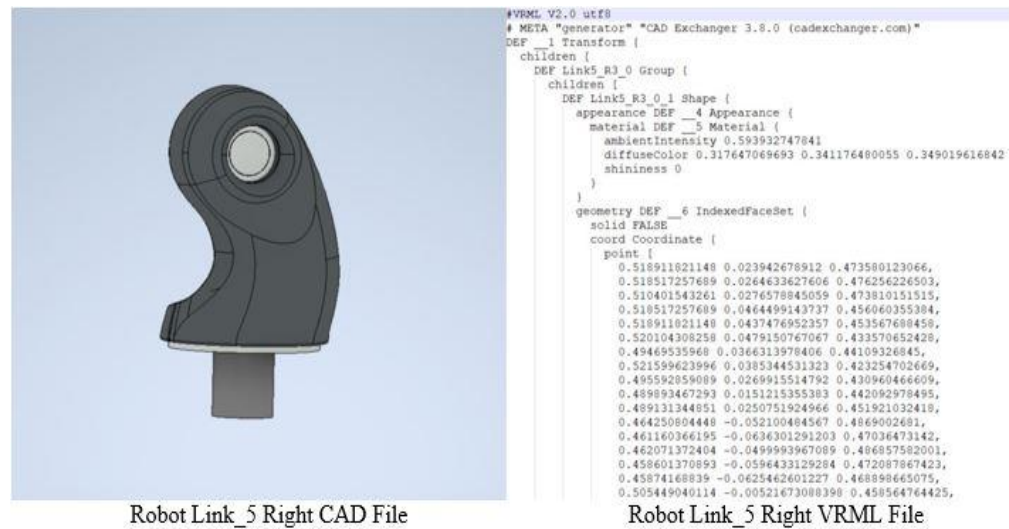 #VRML V2.0 utf8
# META "generator" "CAD Exchanger 3.8.0 (cadexchanger.com)"
DEF __1 Transform {
children [
DEF Link5_R3_0 Group {
children [
DEF Link5_R3_0_1 Shape {
appearance DEF __4 Appearance {
material DEF __5 Material {
ambientIntensity 0.593932747841
diffuseColor 0.317647069693 0.341176480055 0.349019616842
shininess 0
}
}
geometry DEF __6 IndexedFaceSet {
solid FALSE
coord Coordinate {
point [
0.518911821148 0.023942678912 0.473580123066,
0.518517257689 0.0264633627606 0.476256226503,
0.510401543261 0.0276578845059 0.473810151515,
0.518517257689 0.0464499143737 0.456060355384,
0.518911821148 0.0437476952357 0.453567688458,
0.520104308258 0.0479150767067 0.433570652428,
0.49469535968 0.0366313978406 0.44109326845,
0.521599623996 0.0385344531323 0.423254702669,
0.495592859089 0.0269915514792 0.430960466609,
0.489893467293 0.0151215355383 0.442092978495,
0.489131344851 0.0250751924966 0.451921032418,
0.464250804448 -0.052100484567 0.4869002681,
0.461160366195 -0.0636301291203 0.47036473142,
0.462071372404 -0.0499993967089 0.486857582001,
0.458601370893 -0.0596433129284 0.472087867423,
0.45874168839 -0.0625462601227 0.468898665075,
0.505449040114 -0.00521673088398 0.458564764425,
Robot Link_5 Right CAD File
Robot Link_5 Right VRML File